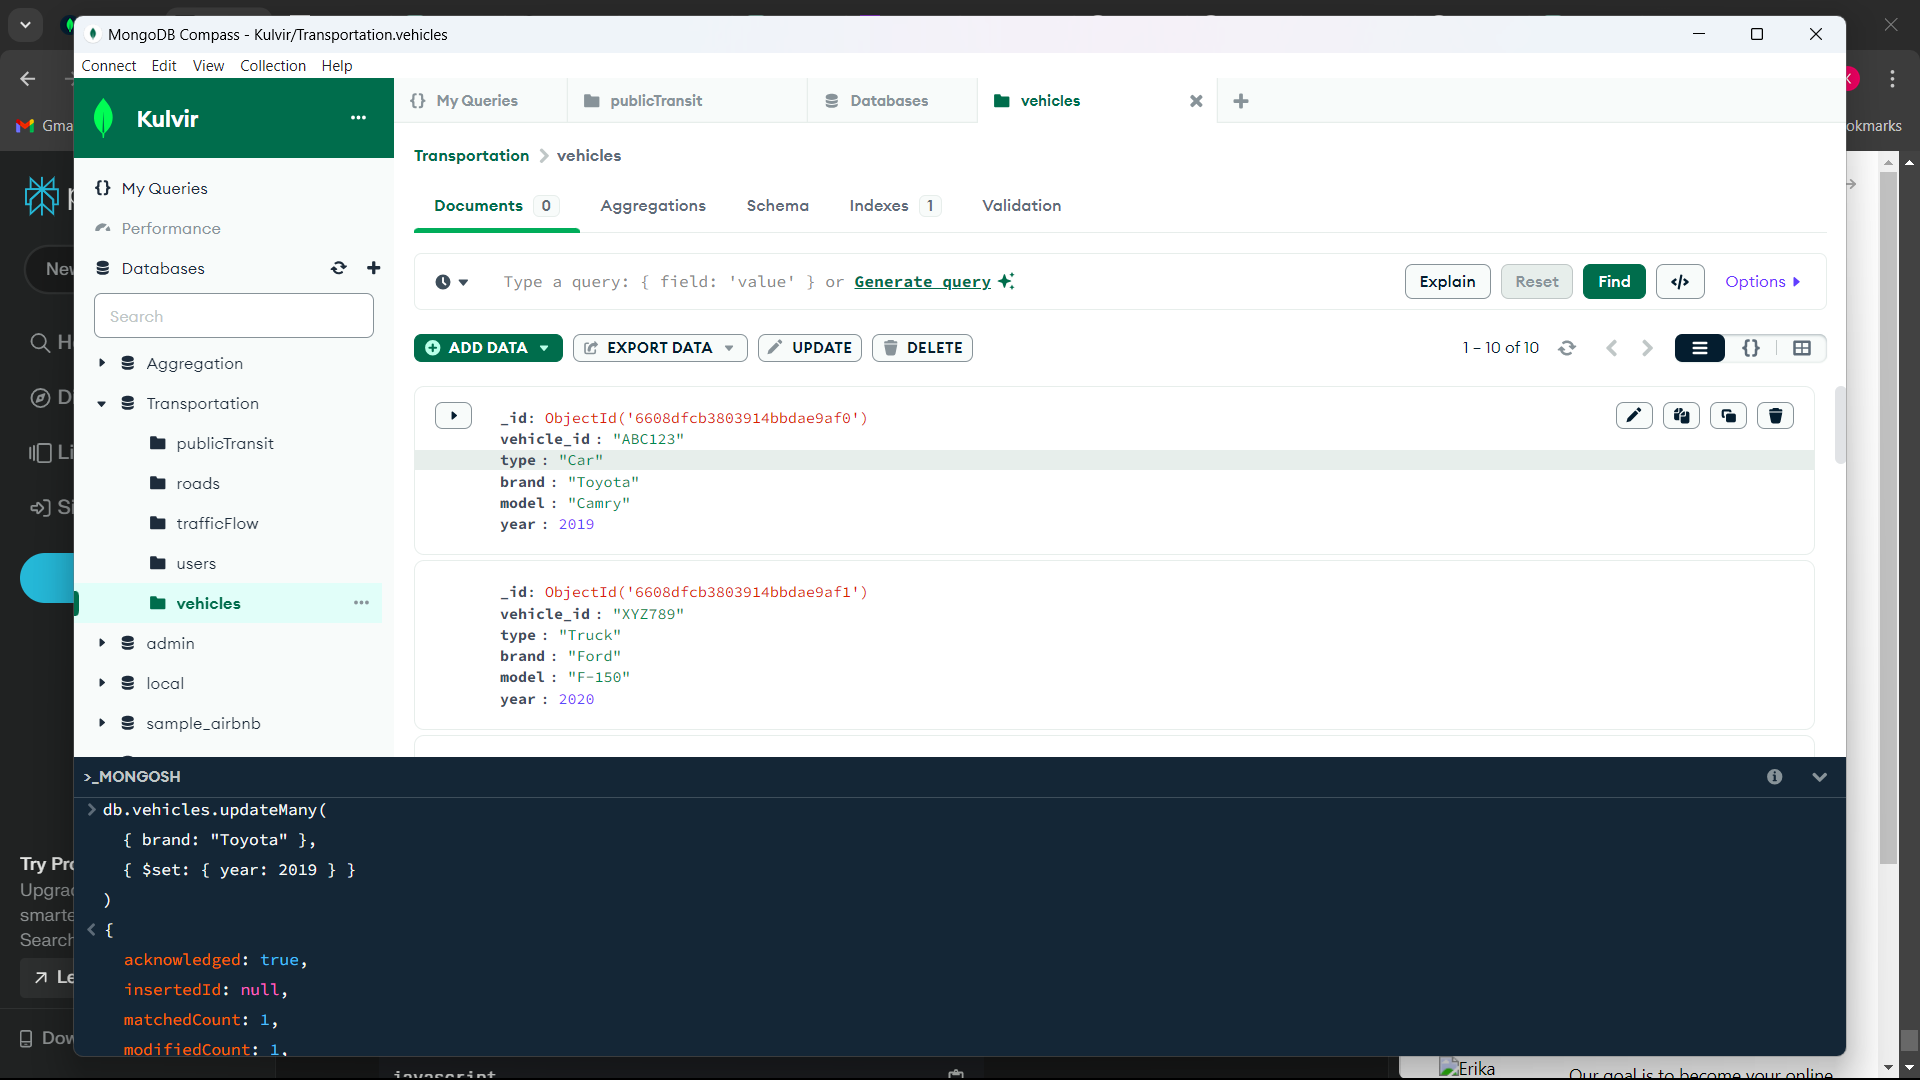 MongoDB Compass - Kulvir/Transportation.vehicles
Connect Edit View Collection Help
Kulvir
My Queries
publicTransit
Databases
vehicles
Transportation > vehicles
My Queries
Performance
Databases
Search
Aggregation
Transportation
publicTransit
roads
trafficFlow
users
vehicles
admin
local
sample_airbnb
Documents 0
Aggregations
Schema
Indexes 1
Validation
Type a query: { field: 'value' } or Generate query
Explain
Reset
Find
</>
Options
ADD DATA
EXPORT DATA
UPDATE
DELETE
1 – 10 of 10
{}
_id: ObjectId('6608dfcb3803914bbdae9af0')
vehicle_id : "ABC123"
type : "Car"
brand : "Toyota"
model : "Camry"
year : 2019
_id: ObjectId('6608dfcb3803914bbdae9af1')
vehicle_id : "XYZ789"
type : "Truck"
brand : "Ford"
model : "F-150"
year : 2020
>_MONGOSH
> db.vehicles.updateMany(
{ brand: "Toyota" },
{ $set: { year: 2019 } }
)
< {
acknowledged: true,
insertedId: null,
matchedCount: 1,
modifiedCount: 1,
Gma
okmarks
New
Try Pro
Upgra
smarte
Search
Le
Dow
javascript
Erika
Our goal is to become your online